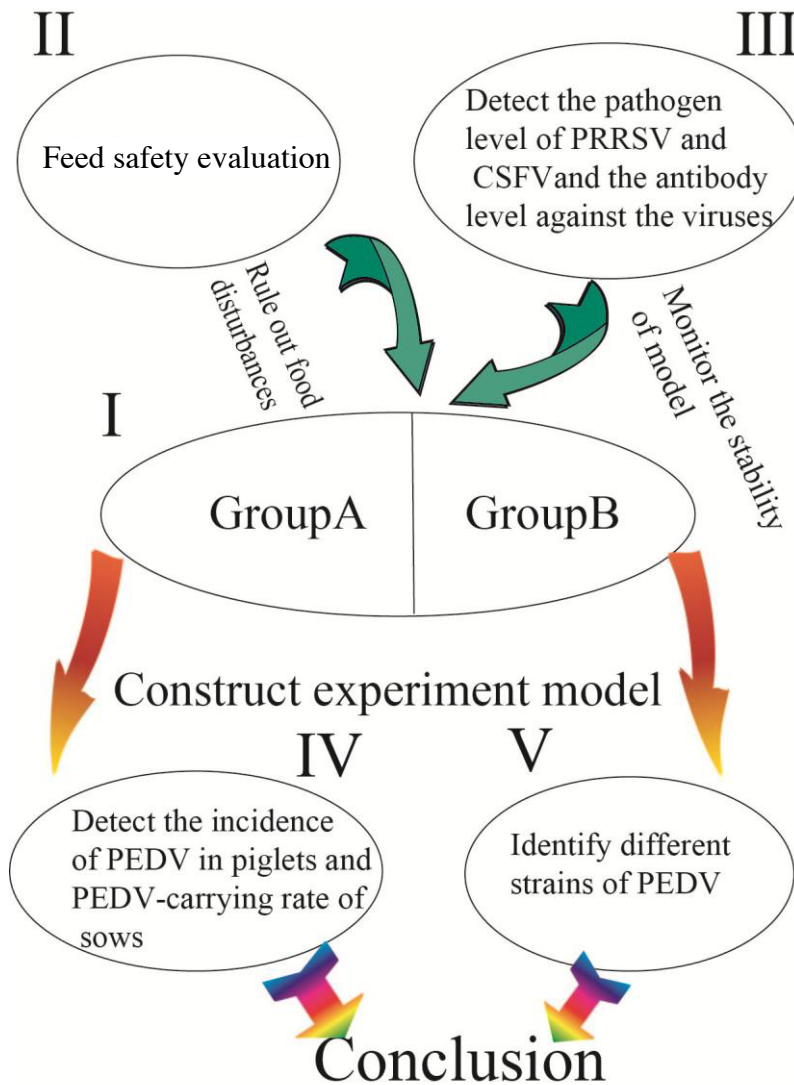 II
III
Feed safety evaluation
Detect the pathogen
level of PRRSV and
CSFVand the antibody
level against the viruses
Rule out food
disturbances
Monitor the stability
of model
I
GroupA
GroupB
Construct experiment model
IV
V
Detect the incidence
of PEDV in piglets and
PEDV-carrying rate of
sows
Identify different
strains of PEDV
Conclusion